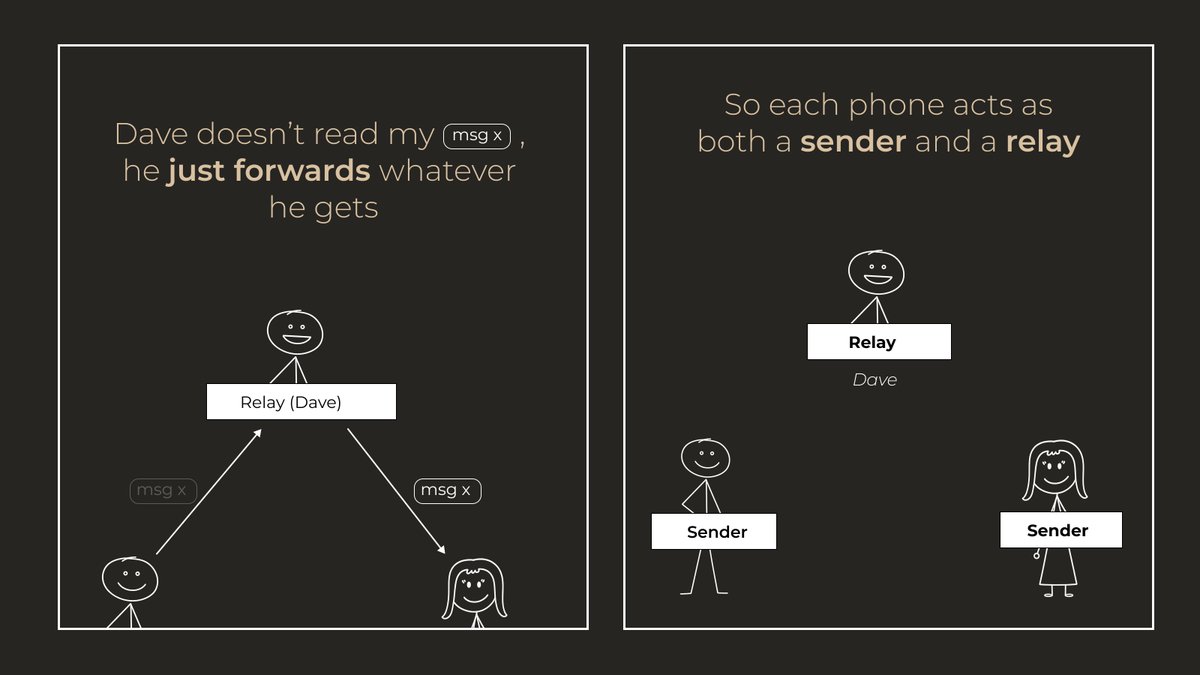 Dave doesn’t read my msg x ,
he just forwards whatever
he gets
Relay (Dave)
msg x
msg x
So each phone acts as
both a sender and a relay
Relay
Dave
Sender
Sender